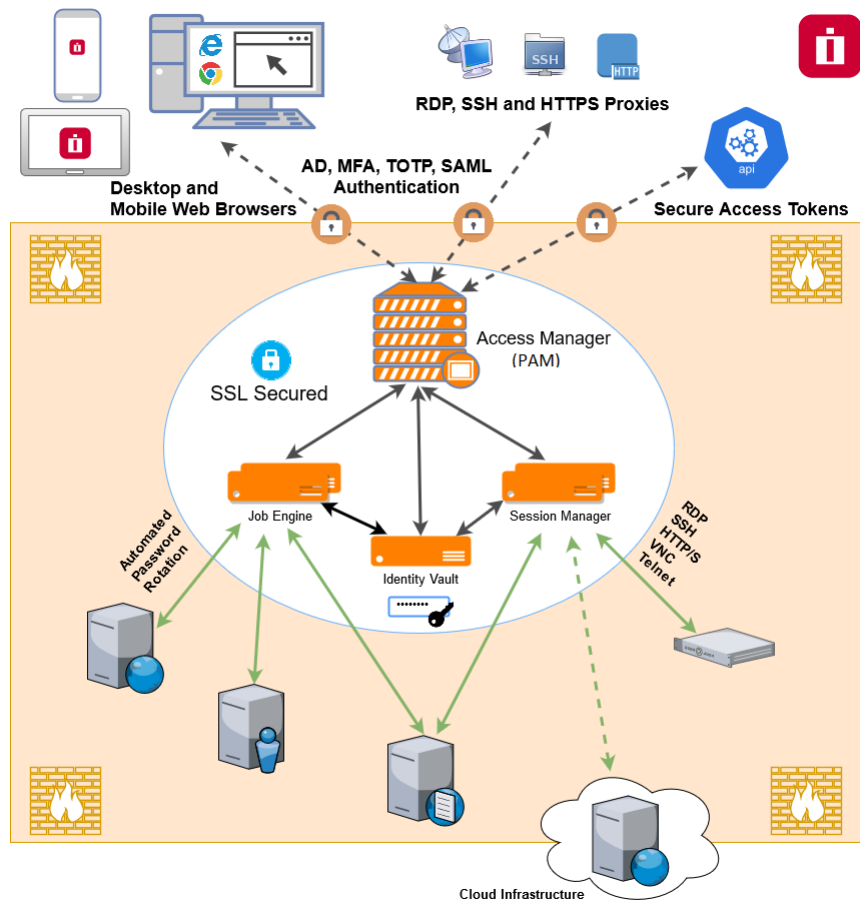 SSH
HTTP
RDP, SSH and HTTPS Proxies
api
AD, MFA, TOTP, SAML
Authentication
Desktop and
Mobile Web Browsers
Secure Access Tokens
Access Manager
(PAM)
SSL Secured
Job Engine
Session Manager
Identity Vault
Automated
Password
Rotation
RDP
SSH
HTTP/S
VNC
Telnet
Cloud Infrastructure